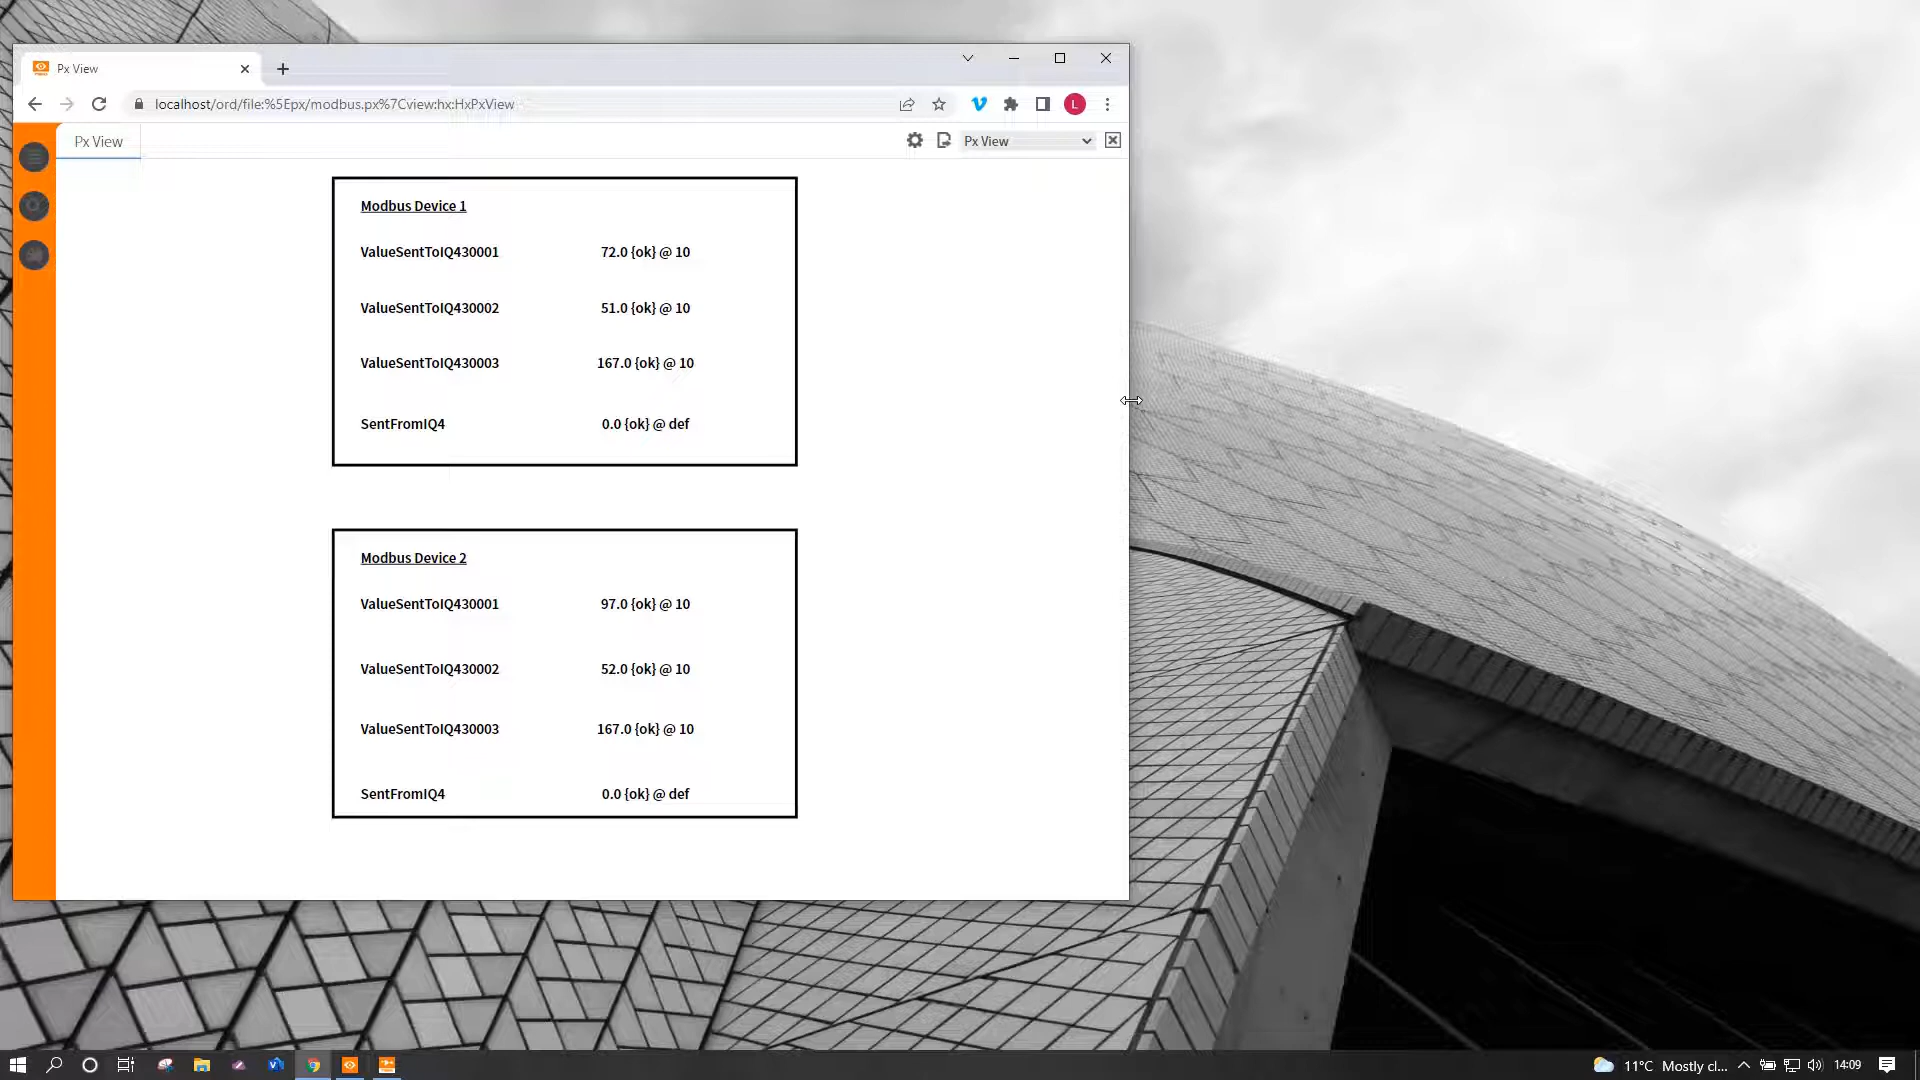 Px View
localhost/ord/file:%5Epx/modbus.px%7Cview:hx:HxPxView
L
Px View
Px View
Modbus Device 1
ValueSentToIQ430001 72.0 {ok} @ 10
ValueSentToIQ430002 51.0 {ok} @ 10
ValueSentToIQ430003 167.0 {ok} @ 10
SentFromIQ4 0.0 {ok} @ def
Modbus Device 2
ValueSentToIQ430001 97.0 {ok} @ 10
ValueSentToIQ430002 52.0 {ok} @ 10
ValueSentToIQ430003 167.0 {ok} @ 10
SentFromIQ4 0.0 {ok} @ def
11°C Mostly cl... 14:09